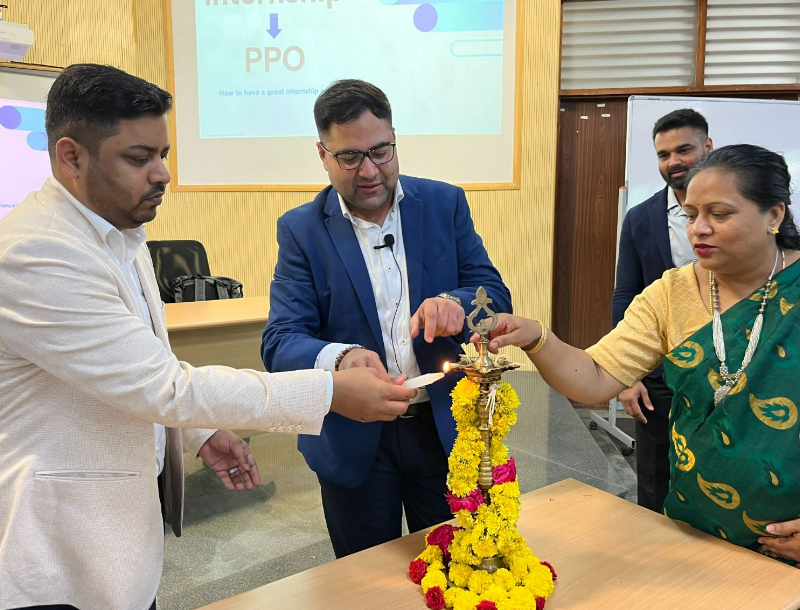 Internship
PPO
How to have a great internship